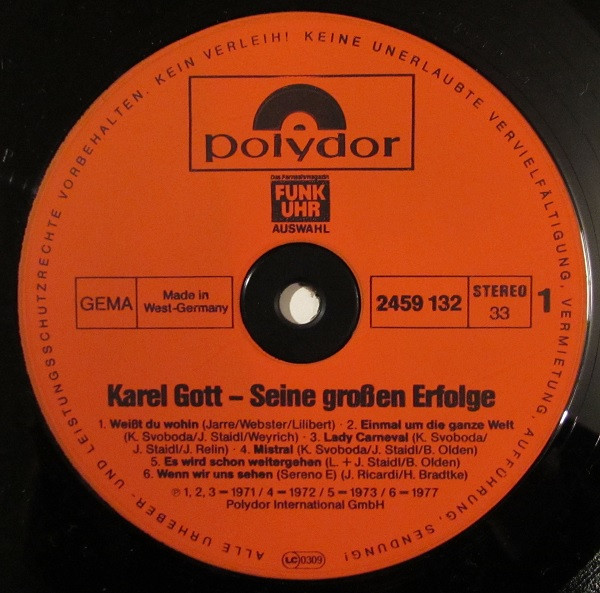 ALLE URHEBER- UND LEISTUNGSSCHUTZRECHTE VORBEHALTEN. KEIN VERLEIH! KEINE UNERLAUBTE VERVIELFÄLTIGUNG, VERMIETUNG, AUFFÜHRUNG, SENDUNG!
polydor
Das Fernsehmagazin
FUNK
UHR
AUSWAHL
GEMA
Made in
West-Germany
2459 132
STEREO
33
1
Karel Gott – Seine großen Erfolge
1. Weißt du wohin (Jarre/Webster/Lilibert) · 2. Einmal um die ganze Welt
(K. Svoboda/J. Staidl/Weyrich) · 3. Lady Carneval (K. Svoboda/
J. Staidl/J. Relin) · 4. Mistral (K. Svoboda/J. Staidl/B. Olden)
5. Es wird schon weitergehen (L. + J. Staidl/B. Olden)
6. Wenn wir uns sehen (Sereno E) (J. Ricardi/H. Bradtke)
℗ 1, 2, 3 – 1971 / 4 – 1972 / 5 – 1973 / 6 – 1977
Polydor International GmbH
LC 0309